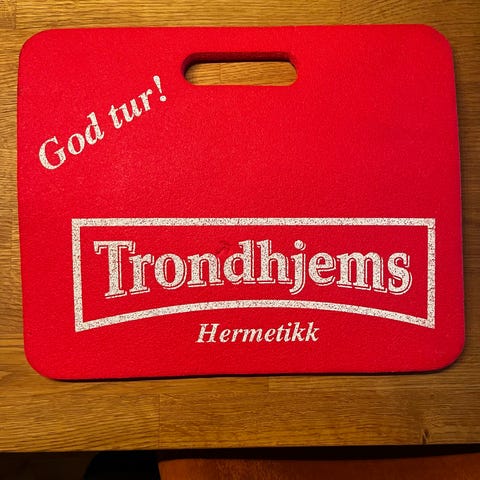 God tur!
Trondhjems
Hermetikk